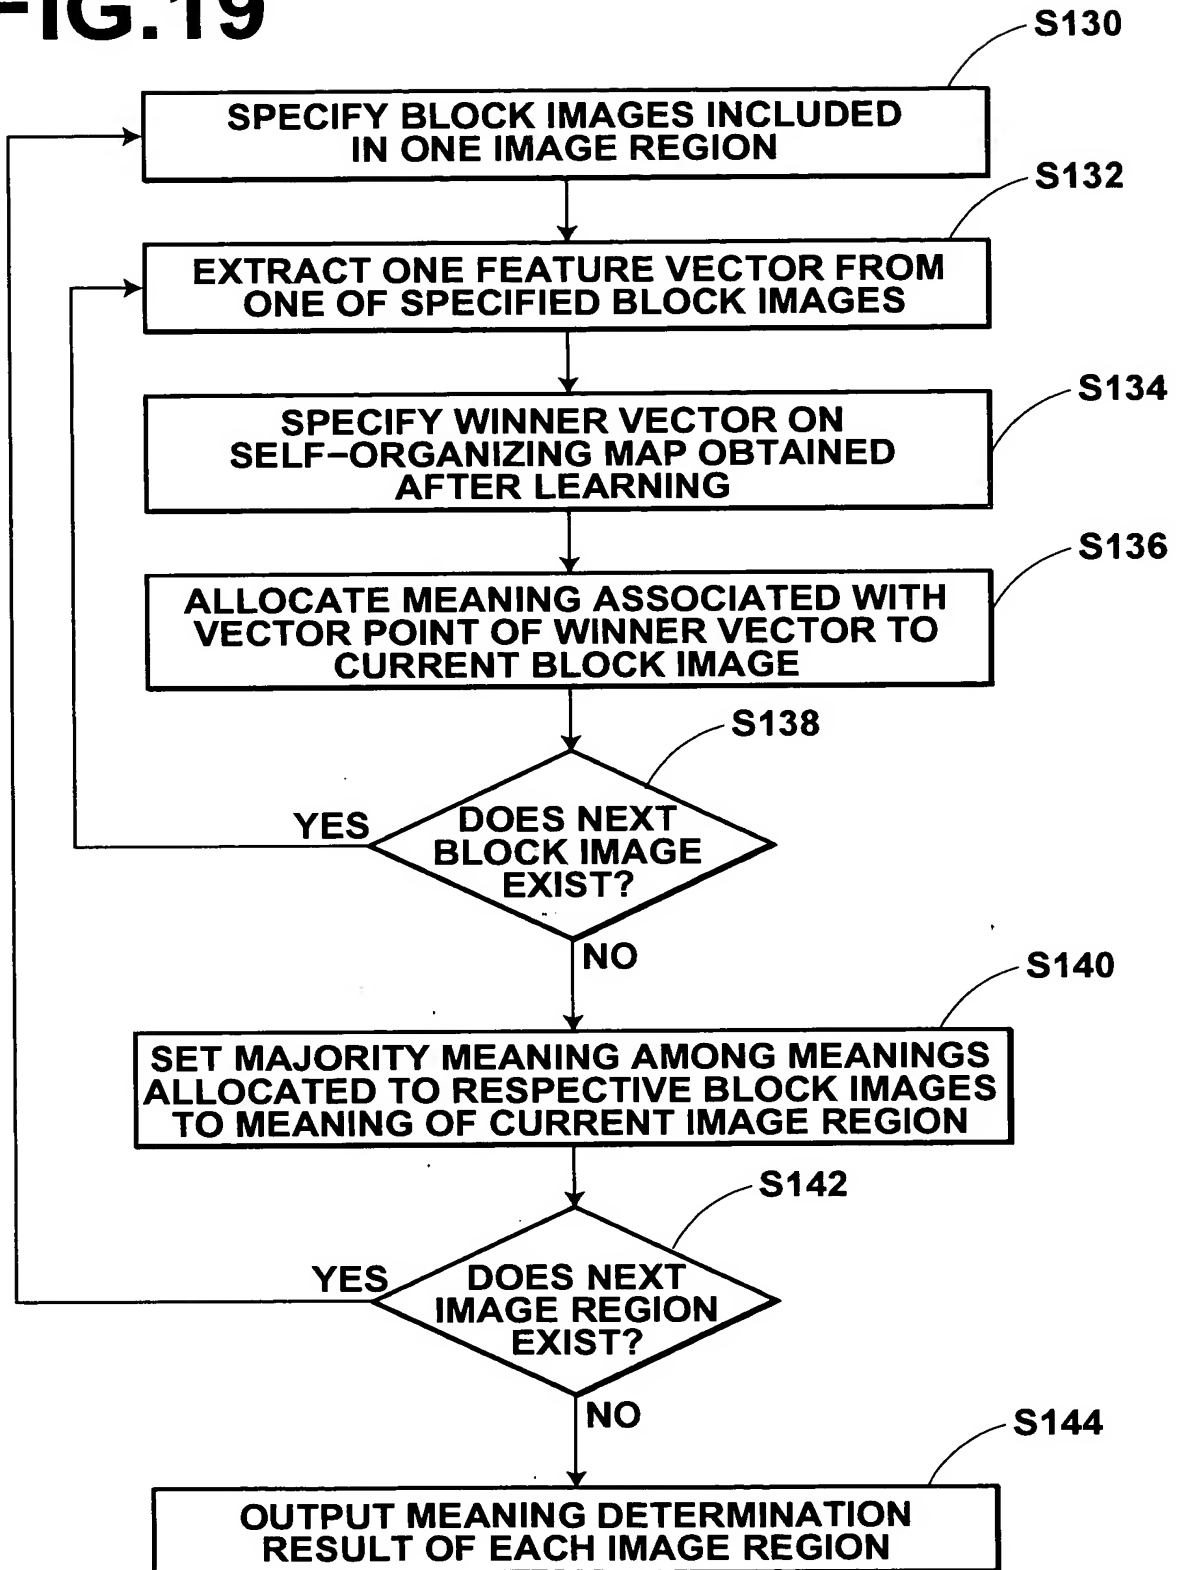 FIG.19
S130
SPECIFY BLOCK IMAGES INCLUDED
IN ONE IMAGE REGION
S132
EXTRACT ONE FEATURE VECTOR FROM
ONE OF SPECIFIED BLOCK IMAGES
S134
SPECIFY WINNER VECTOR ON
SELF-ORGANIZING MAP OBTAINED
AFTER LEARNING
S136
ALLOCATE MEANING ASSOCIATED WITH
VECTOR POINT OF WINNER VECTOR TO
CURRENT BLOCK IMAGE
S138
YES
DOES NEXT
BLOCK IMAGE
EXIST?
NO
S140
SET MAJORITY MEANING AMONG MEANINGS
ALLOCATED TO RESPECTIVE BLOCK IMAGES
TO MEANING OF CURRENT IMAGE REGION
S142
YES
DOES NEXT
IMAGE REGION
EXIST?
NO
S144
OUTPUT MEANING DETERMINATION
RESULT OF EACH IMAGE REGION